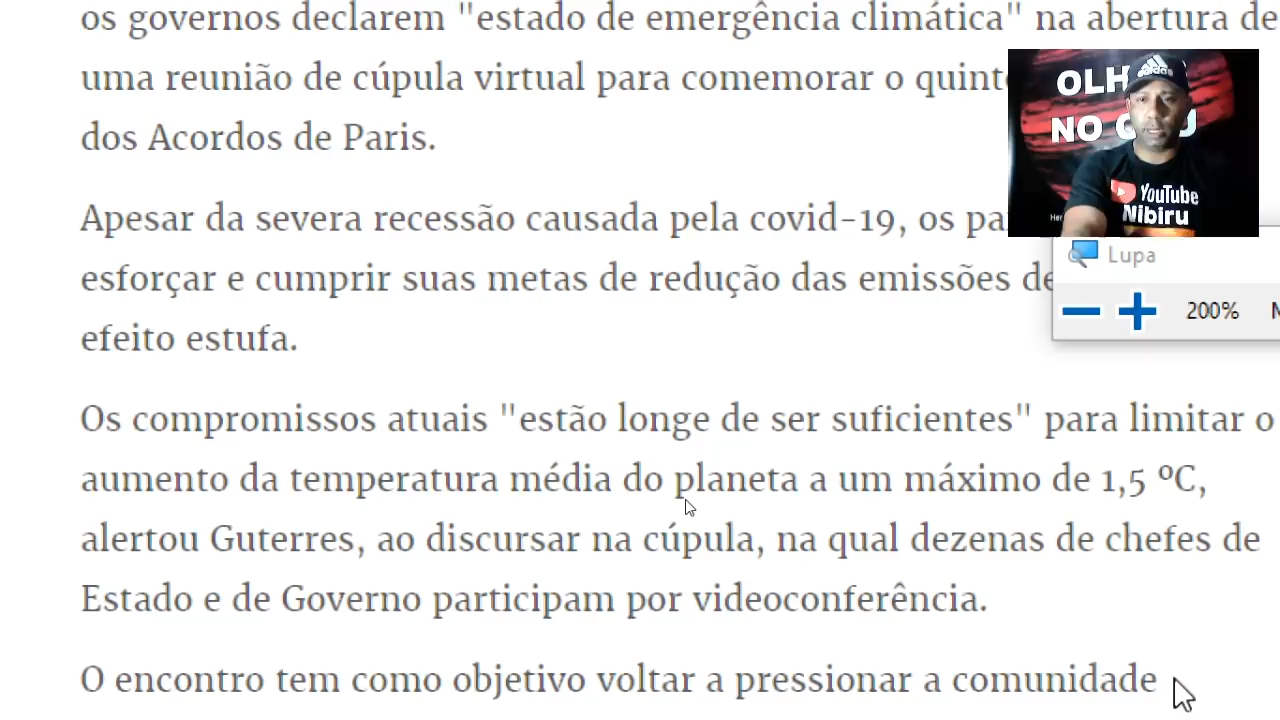 os governos declarem "estado de emergência climática" na abertura de
uma reunião de cúpula virtual para comemorar o
dos Acordos de Paris.
Apesar da severa recessão causada pela covid-19, os
esforçar e cumprir suas metas de redução das emissões de
efeito estufa.
Os compromissos atuais "estão longe de ser suficientes" para limitar o
aumento da temperatura média do planeta a um máximo de 1,5 ºC,
alertou Guterres, ao discursar na cúpula, na qual dezenas de chefes de
Estado e de Governo participam por videoconferência.
O encontro tem como objetivo voltar a pressionar a comunidade
NO
adidas
YouTube
Nibiru
Lupa
200%